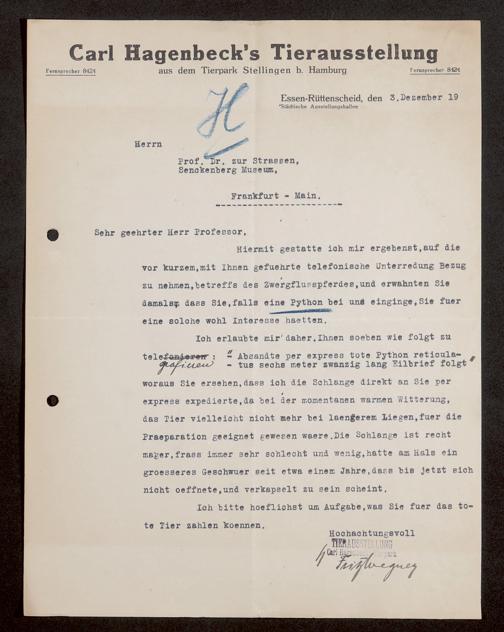 Carl Hagenbeck's Tierausstellung
Fernsprecher 8424
aus dem Tierpark Stellingen b. Hamburg
Fernsprecher 8424
Essen-Rüttenscheid, den 3.Dezember 19
*Städtische Ausstellungshallen
H
Herrn
Prof. Dr. zur Strassen,
Senckenberg Museum,
Frankfurt - Main.
Sehr geehrter Herr Professor,
Hiermit gestatte ich mir ergebenst,auf die
vor kurzem,mit Ihnen gefuehrte telefonische Unterredung Bezug
zu nehmen,betreffs des Zwergflusspferdes,und erwähnten Sie
damals, dass Sie,falls eine Python bei uns einginge,Sie fuer
eine solche wohl Interesse haetten.
Ich erlaubte mir daher,Ihnen soeben wie folgt zu
telefonieren : "- Absandte per express tote Python reticula-
grafieren - tus sechs meter zwanzig lang Eilbrief folgt"
woraus Sie ersehen,dass ich die Schlange direkt an Sie per
express expedierte,da bei der momentanen warmen Witterung,
das Tier vielleicht nicht mehr bei laengerem Liegen,fuer die
Praeparation geeignet gewesen waere.Die Schlange ist recht
mager,frass immer sehr schlecht und wenig,hatte am Hals ein
groesseres Geschwuer seit etwa einem Jahre,dass bis jetzt sich
nicht oeffnete,und verkapselt zu sein scheint.
Ich bitte hoeflichst um Aufgabe,was Sie fuer das to-
te Tier zahlen koennen.
Hochachtungsvoll
TIERAUSSTELLUNG
Carl